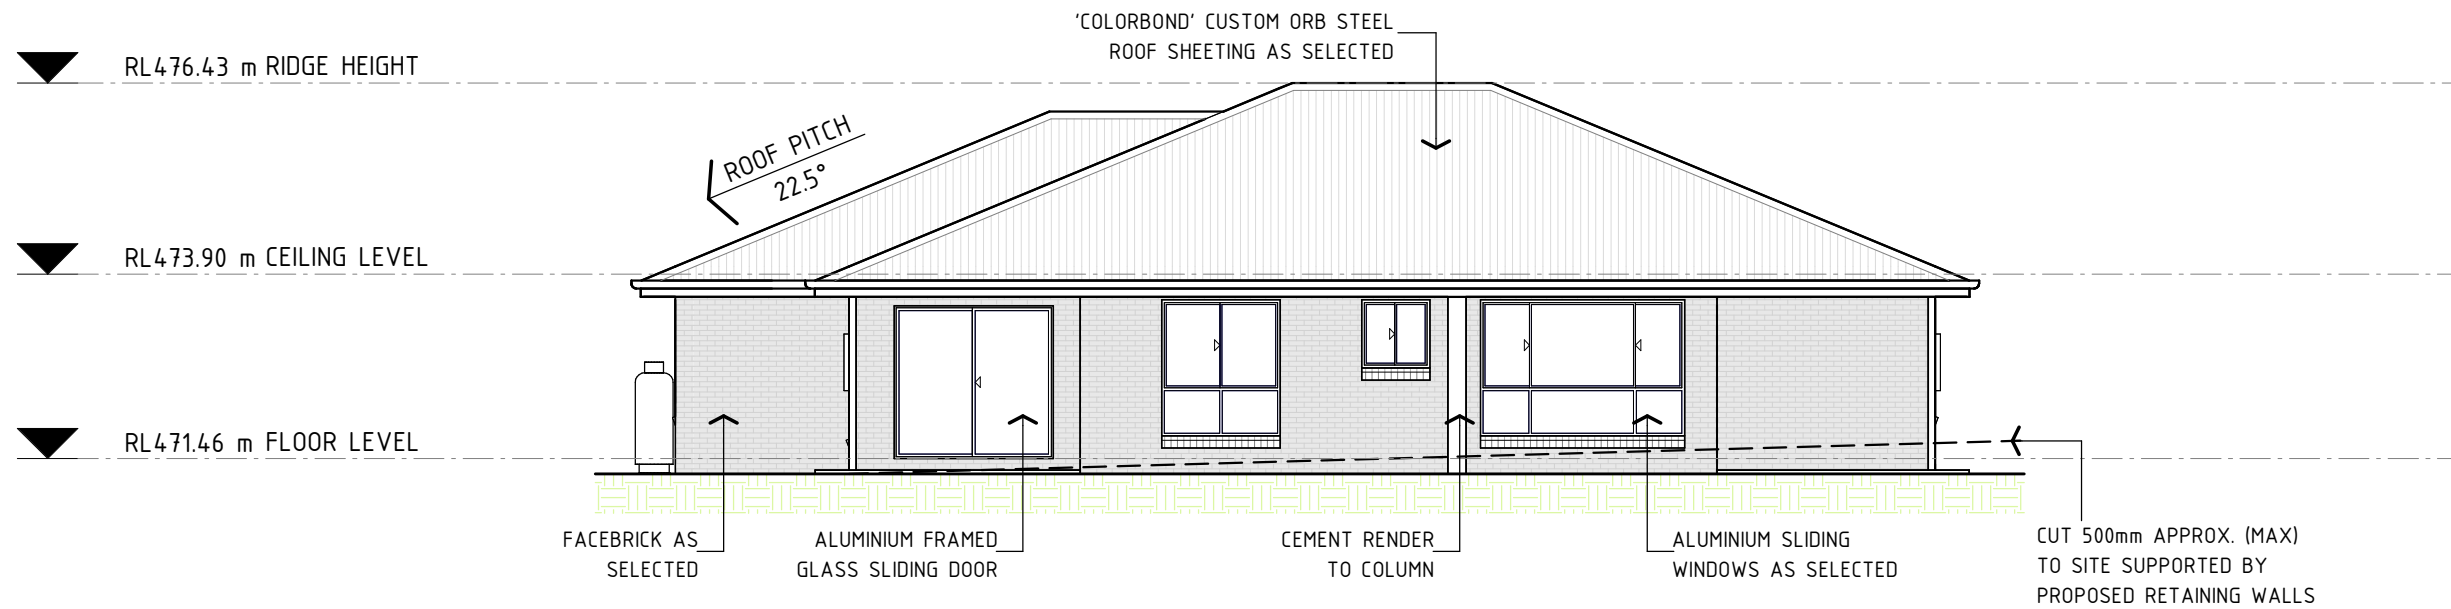 'COLORBOND' CUSTOM ORB STEEL
ROOF SHEETING AS SELECTED
RL476.43 m RIDGE HEIGHT
ROOF PITCH
22.5°
RL473.90 m CEILING LEVEL
RL471.46 m FLOOR LEVEL
FACEBRICK AS
SELECTED
ALUMINIUM FRAMED
GLASS SLIDING DOOR
CEMENT RENDER
TO COLUMN
ALUMINIUM SLIDING
WINDOWS AS SELECTED
CUT 500mm APPROX. (MAX)
TO SITE SUPPORTED BY
PROPOSED RETAINING WALLS